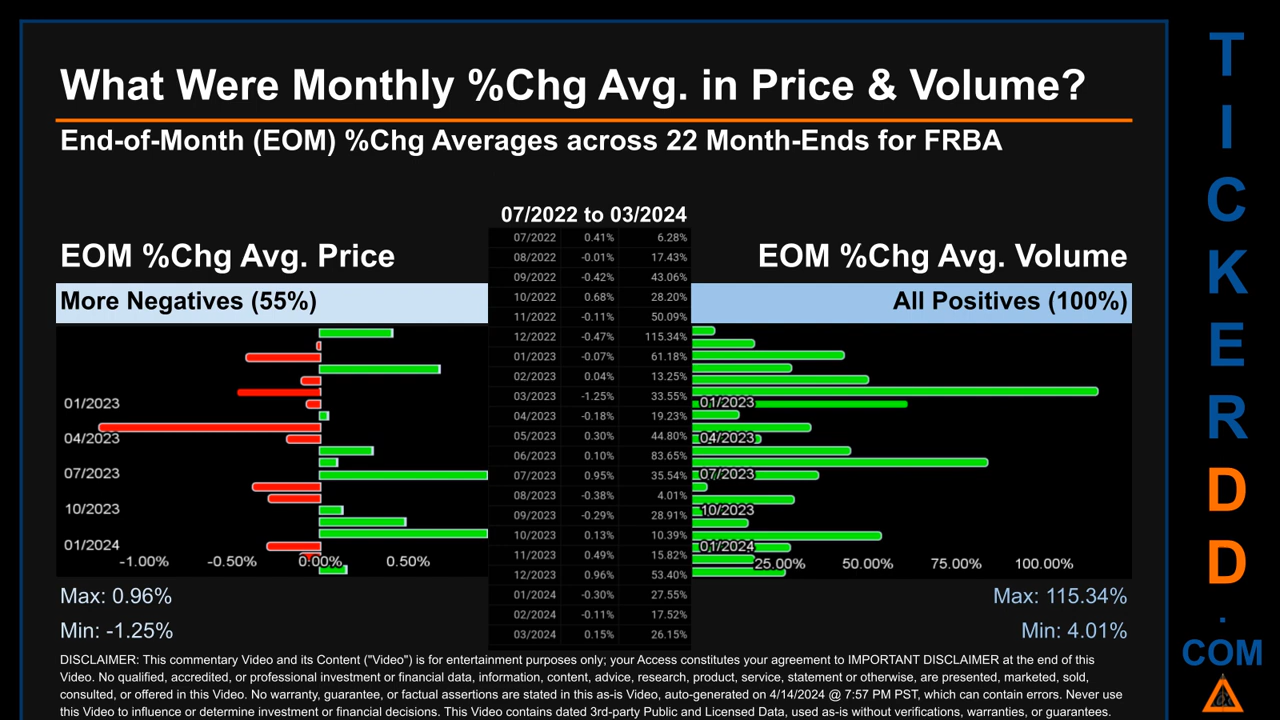 What Were Monthly %Chg Avg. in Price & Volume?
End-of-Month (EOM) %Chg Averages across 22 Month-Ends for FRBA
07/2022 to 03/2024
EOM %Chg Avg. Price
EOM %Chg Avg. Volume
More Negatives (55%)
All Positives (100%)
07/2022 0.41% 6.28%
08/2022 -0.01% 17.43%
09/2022 -0.42% 43.06%
10/2022 0.68% 28.20%
11/2022 -0.11% 50.09%
12/2022 -0.47% 115.34%
01/2023 -0.07% 61.18%
02/2023 0.04% 13.25%
03/2023 -1.25% 33.55%
04/2023 -0.18% 19.23%
05/2023 0.30% 44.80%
06/2023 0.10% 83.65%
07/2023 0.95% 35.54%
08/2023 -0.38% 4.01%
09/2023 -0.29% 28.91%
10/2023 0.13% 10.39%
11/2023 0.49% 15.82%
12/2023 0.96% 53.40%
01/2024 -0.30% 27.55%
02/2024 -0.11% 17.52%
03/2024 0.15% 26.15%
01/2023
04/2023
07/2023
10/2023
01/2024
-1.00% -0.50% 0.00% 0.50%
01/2023
04/2023
07/2023
10/2023
01/2024
25.00% 50.00% 75.00% 100.00%
Max: 0.96%
Min: -1.25%
Max: 115.34%
Min: 4.01%
DISCLAIMER: This commentary Video and its Content ("Video") is for entertainment purposes only; your Access constitutes your agreement to IMPORTANT DISCLAIMER at the end of this
Video. No qualified, accredited, or professional investment or financial data, information, content, advice, research, product, service, statement or otherwise, are presented, marketed, sold,
consulted, or offered in this Video. No warranty, guarantee, or factual assertions are stated in this as-is Video, auto-generated on 4/14/2024 @ 7:57 PM PST, which can contain errors. Never use
this Video to influence or determine investment or financial decisions. This Video contains dated 3rd-party Public and Licensed Data, used as-is without verifications, warranties, or guarantees.
T
I
C
K
E
R
D
D
.
COM